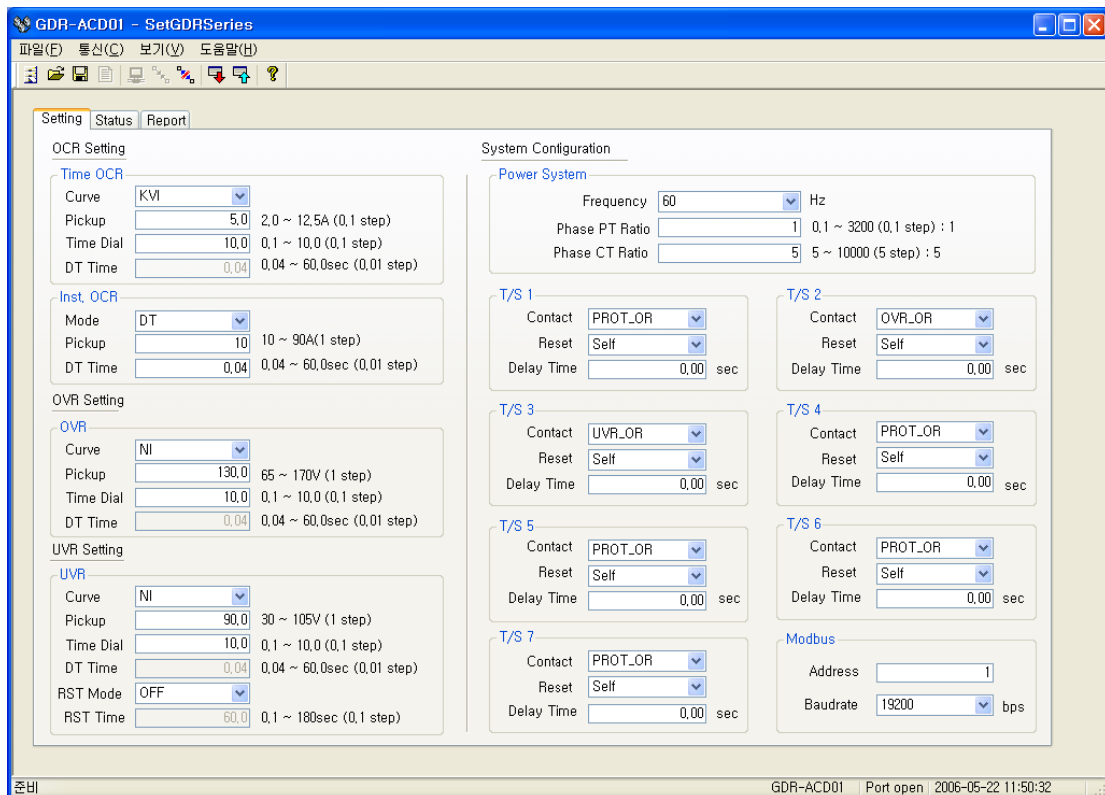 GDR-ACD01 - SetGDRSeries
파일(F) 통신(C) 보기(V) 도움말(H)
Setting Status Report
OCR Setting
Time OCR
Curve KVI
Pickup 5,0 2,0 ~ 12,5A (0,1 step)
Time Dial 10,0 0,1 ~ 10,0 (0,1 step)
DT Time 0,04 0,04 ~ 60,0sec (0,01 step)
Inst, OCR
Mode DT
Pickup 10 10 ~ 90A(1 step)
DT Time 0,04 0,04 ~ 60,0sec (0,01 step)
OVR Setting
OVR
Curve NI
Pickup 130,0 65 ~ 170V (1 step)
Time Dial 10,0 0,1 ~ 10,0 (0,1 step)
DT Time 0,04 0,04 ~ 60,0sec (0,01 step)
UVR Setting
UVR
Curve NI
Pickup 90,0 30 ~ 105V (1 step)
Time Dial 10,0 0,1 ~ 10,0 (0,1 step)
DT Time 0,04 0,04 ~ 60,0sec (0,01 step)
RST Mode OFF
RST Time 60,0 0,1 ~ 180sec (0,1 step)
System Contiguration
Power System
Frequency 60 Hz
Phase PT Ratio 1 0,1 ~ 3200 (0,1 step) : 1
Phase CT Ratio 5 5 ~ 10000 (5 step) : 5
T/S 1
Contact PROT_OR
Reset Self
Delay Time 0,00 sec
T/S 2
Contact OVR_OR
Reset Self
Delay Time 0,00 sec
T/S 3
Contact UVR_OR
Reset Self
Delay Time 0,00 sec
T/S 4
Contact PROT_OR
Reset Self
Delay Time 0,00 sec
T/S 5
Contact PROT_OR
Reset Self
Delay Time 0,00 sec
T/S 6
Contact PROT_OR
Reset Self
Delay Time 0,00 sec
T/S 7
Contact PROT_OR
Reset Self
Delay Time 0,00 sec
Modbus
Address 1
Baudrate 19200 bps
준비 GDR-ACD01 Port open 2006-05-22 11:50:32